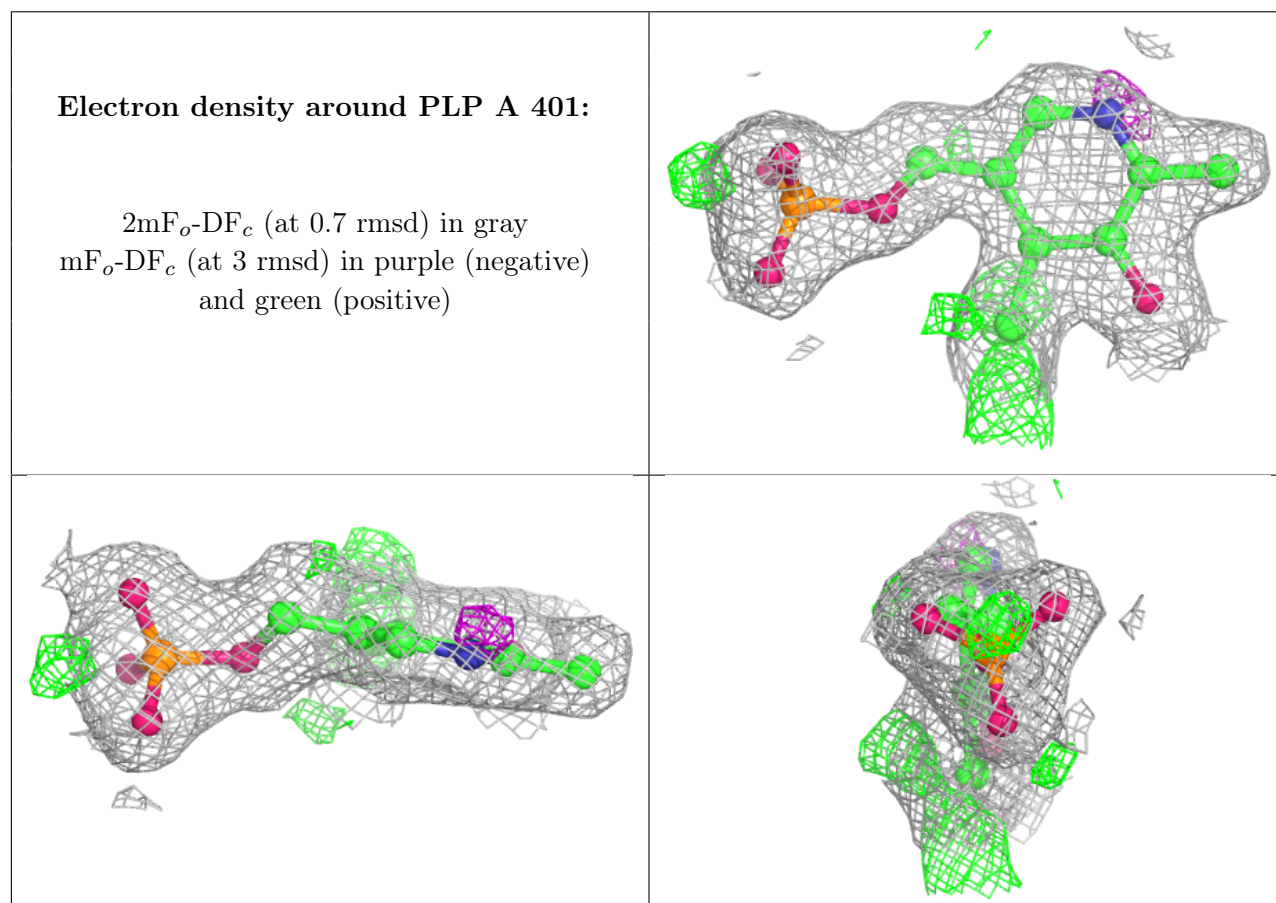 Electron density around PLP A 401:
2mFo-DFc (at 0.7 rmsd) in gray
mFo-DFc (at 3 rmsd) in purple (negative)
and green (positive)